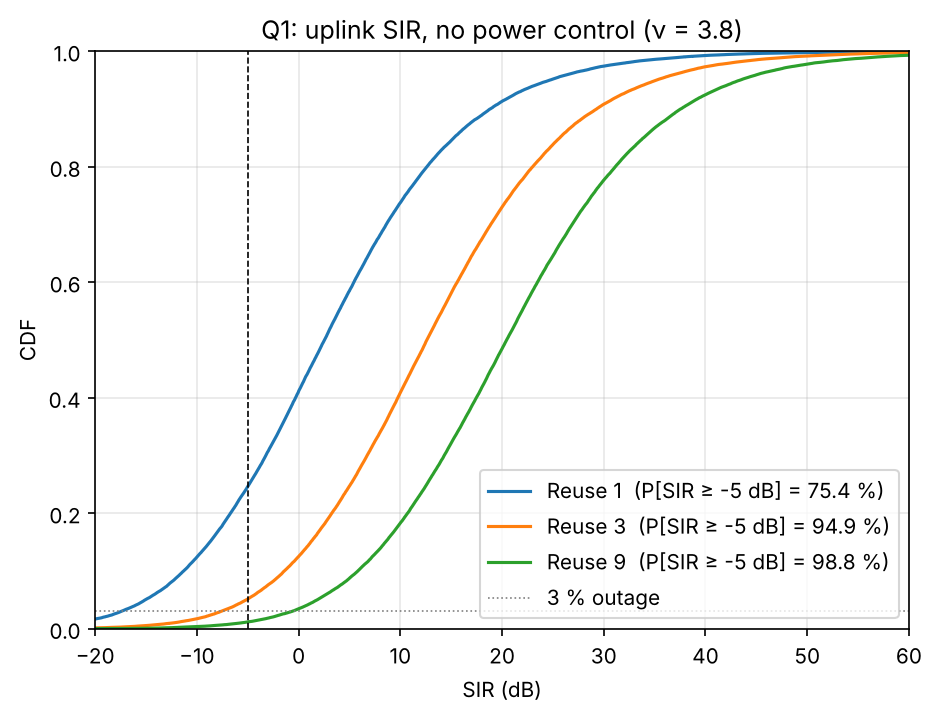 Q1: uplink SIR, no power control (ν = 3.8)
1.0
0.8
0.6
0.4
0.2
0.0
CDF
−20
−10
0
10
20
30
40
50
60
SIR (dB)
Reuse 1 (P[SIR ≥ -5 dB] = 75.4 %)
Reuse 3 (P[SIR ≥ -5 dB] = 94.9 %)
Reuse 9 (P[SIR ≥ -5 dB] = 98.8 %)
3 % outage